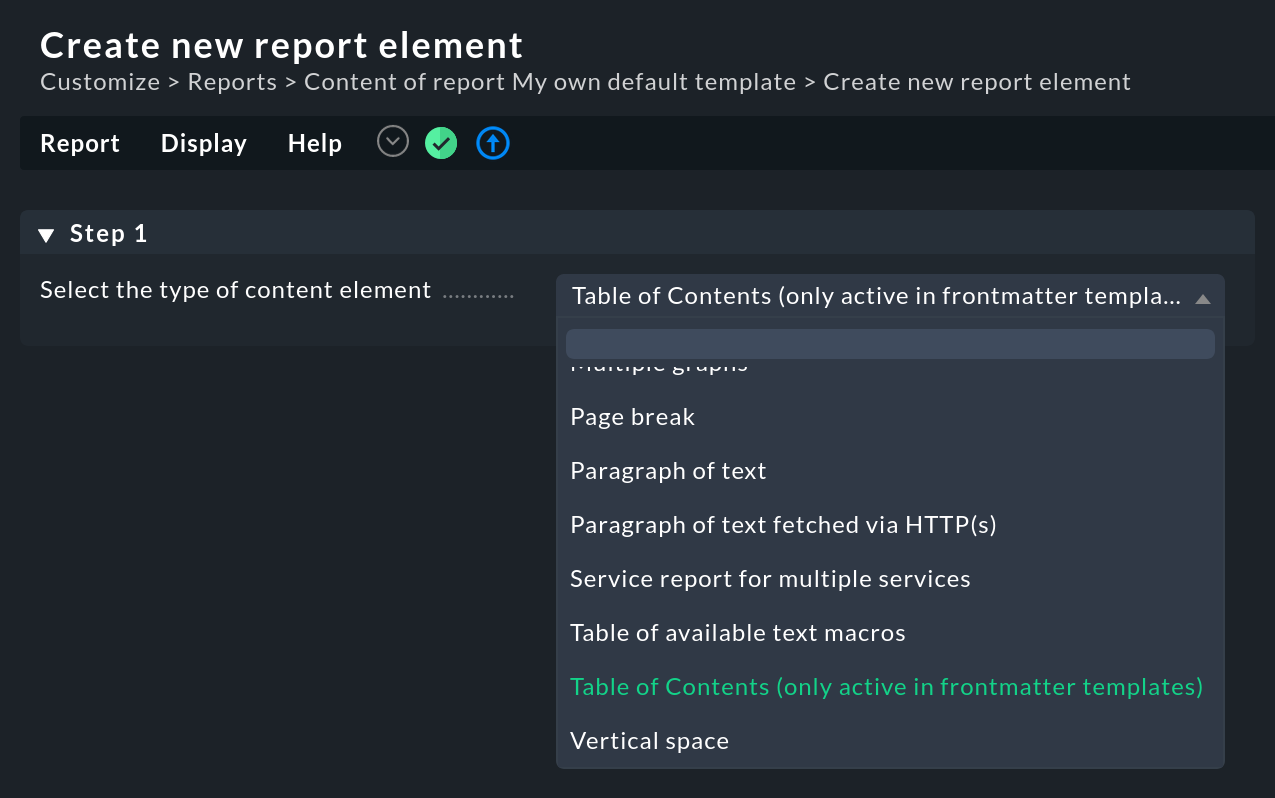 Create new report element
Customize > Reports > Content of report My own default template > Create new report element
Report Display Help
Step 1
Select the type of content element ............
Table of Contents (only active in frontmatter templa...
Multiple graphs
Page break
Paragraph of text
Paragraph of text fetched via HTTP(s)
Service report for multiple services
Table of available text macros
Table of Contents (only active in frontmatter templates)
Vertical space